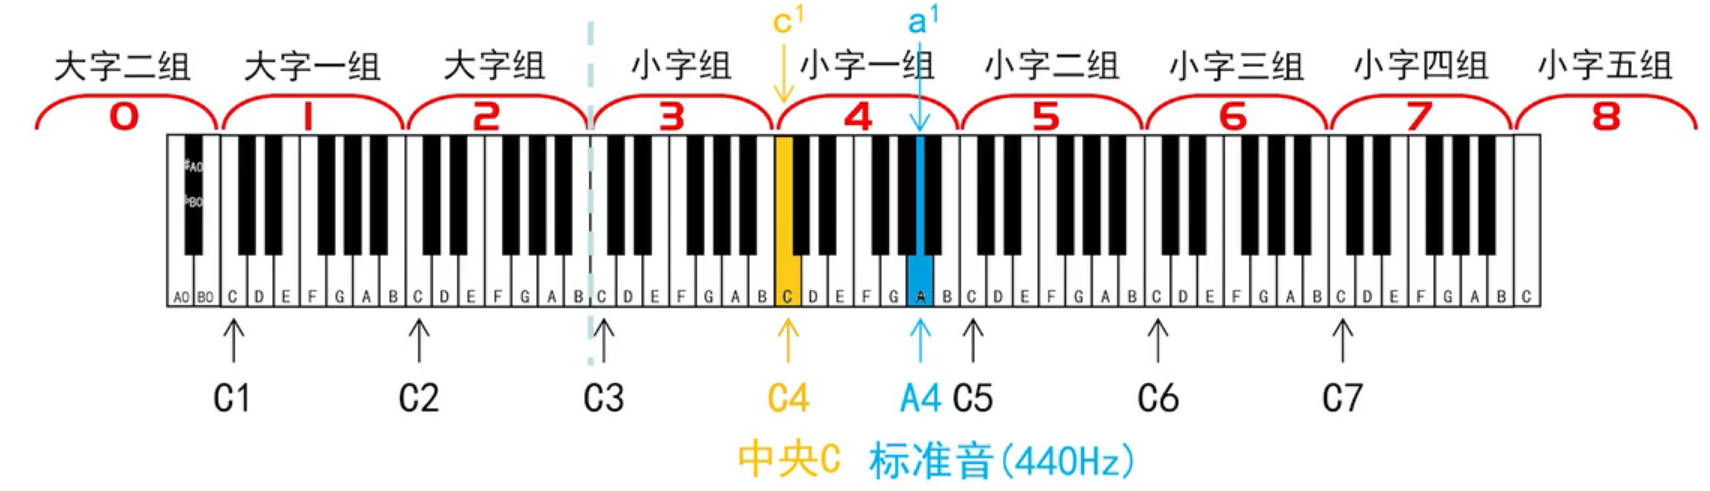 c¹ a¹
大字二组 大字一组 大字组 小字组 小字一组 小字二组 小字三组 小字四组 小字五组
0 1 2 3 4 5 6 7 8
#A0
bB0
A0 B0 C D E F G A B C D E F G A B C D E F G A B C D E F G A B C D E F G A B C D E F G A B C D E F G A B C
C1 C2 C3 C4 A4 C5 C6 C7
中央C 标准音(440Hz)